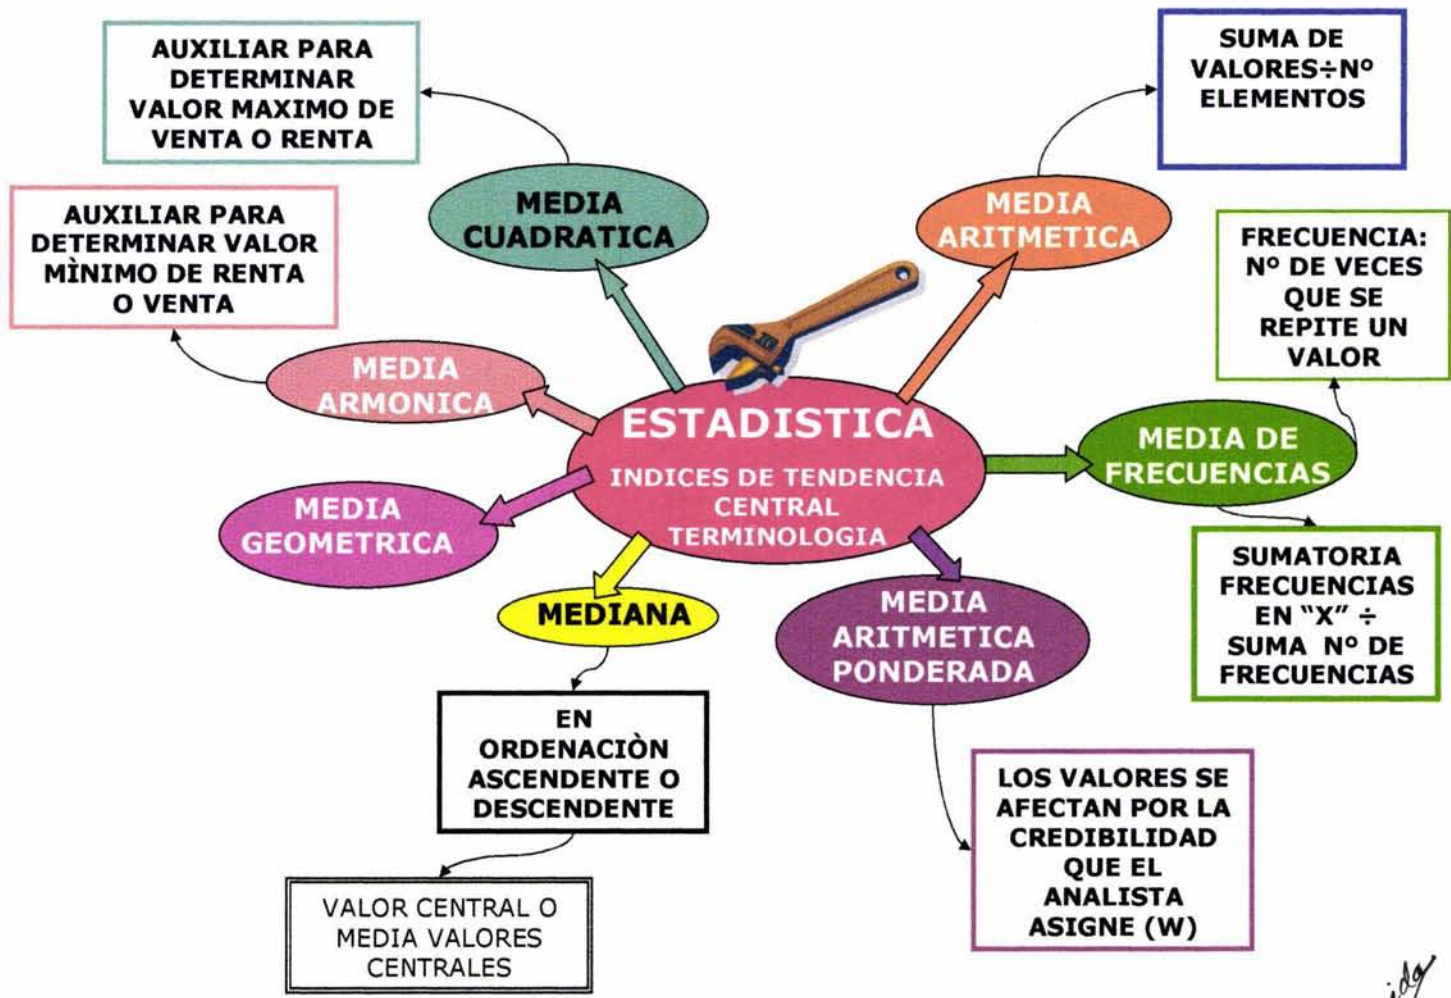 AUXILIAR PARA
DETERMINAR
VALOR MAXIMO DE
VENTA O RENTA
SUMA DE
VALORES÷Nº
ELEMENTOS
MEDIA
CUADRATICA
MEDIA
ARITMETICA
AUXILIAR PARA
DETERMINAR VALOR
MÌNIMO DE RENTA
O VENTA
FRECUENCIA:
Nº DE VECES
QUE SE
REPITE UN
VALOR
MEDIA
ARMONICA
ESTADISTICA
INDICES DE TENDENCIA
CENTRAL
TERMINOLOGIA
MEDIA DE
FRECUENCIAS
MEDIA
GEOMETRICA
SUMATORIA
FRECUENCIAS
EN “X” ÷
SUMA Nº DE
FRECUENCIAS
MEDIANA
MEDIA
ARITMETICA
PONDERADA
EN
ORDENACIÒN
ASCENDENTE O
DESCENDENTE
LOS VALORES SE
AFECTAN POR LA
CREDIBILIDAD
QUE EL
ANALISTA
ASIGNE (W)
VALOR CENTRAL O
MEDIA VALORES
CENTRALES